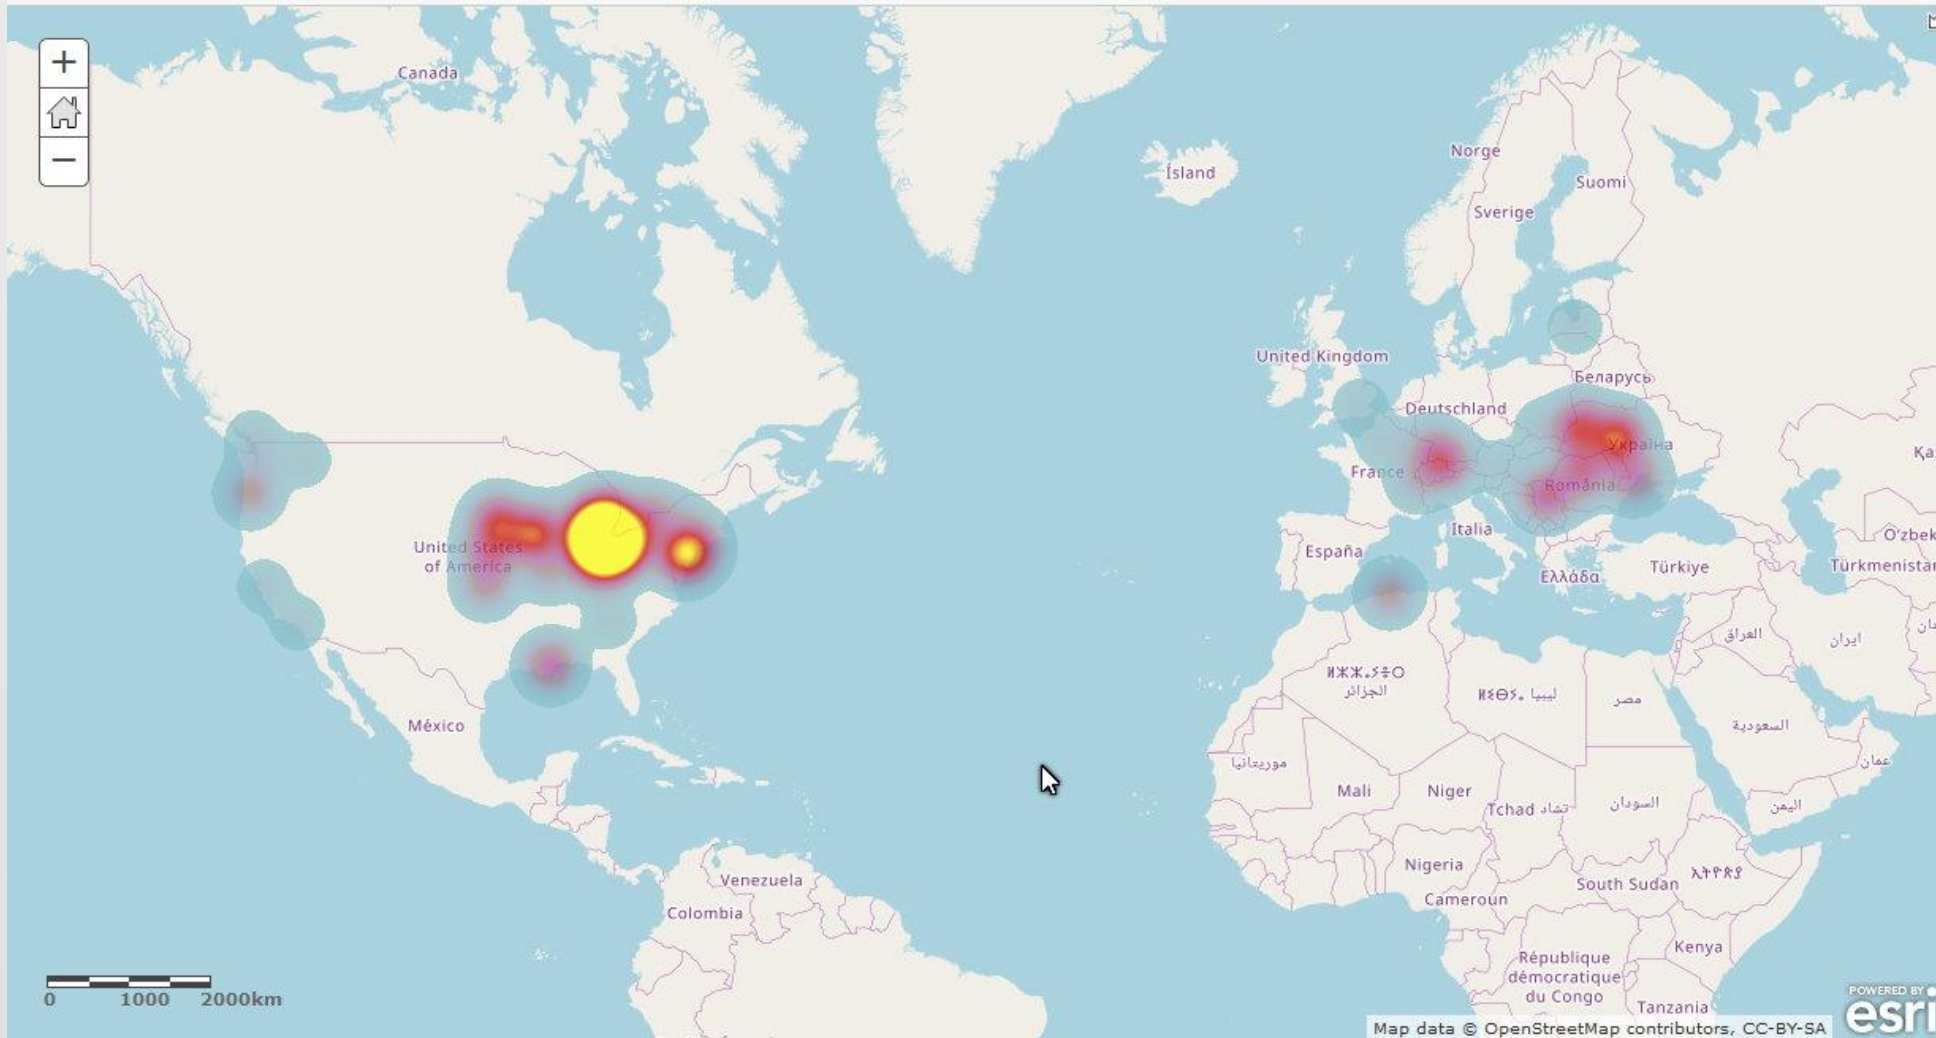 Canada
Ísland
Norge
Suomi
Sverige
United Kingdom
Беларусь
Deutschland
Україна
France
România
Italia
España
Ελλάδα
Türkiye
O'zbek
Türkmenistan
United States
of America
العراق
ایران
الجزائر
ليبيا
مصر
السعودية
México
موريتانيا
عمان
Mali
Niger
Tchad تشاد
السودان
اليمن
Nigeria
South Sudan
Cameroun
Venezuela
Colombia
Kenya
République
démocratique
du Congo
Tanzania
0 1000 2000km
POWERED BY
esri
Map data © OpenStreetMap contributors, CC-BY-SA